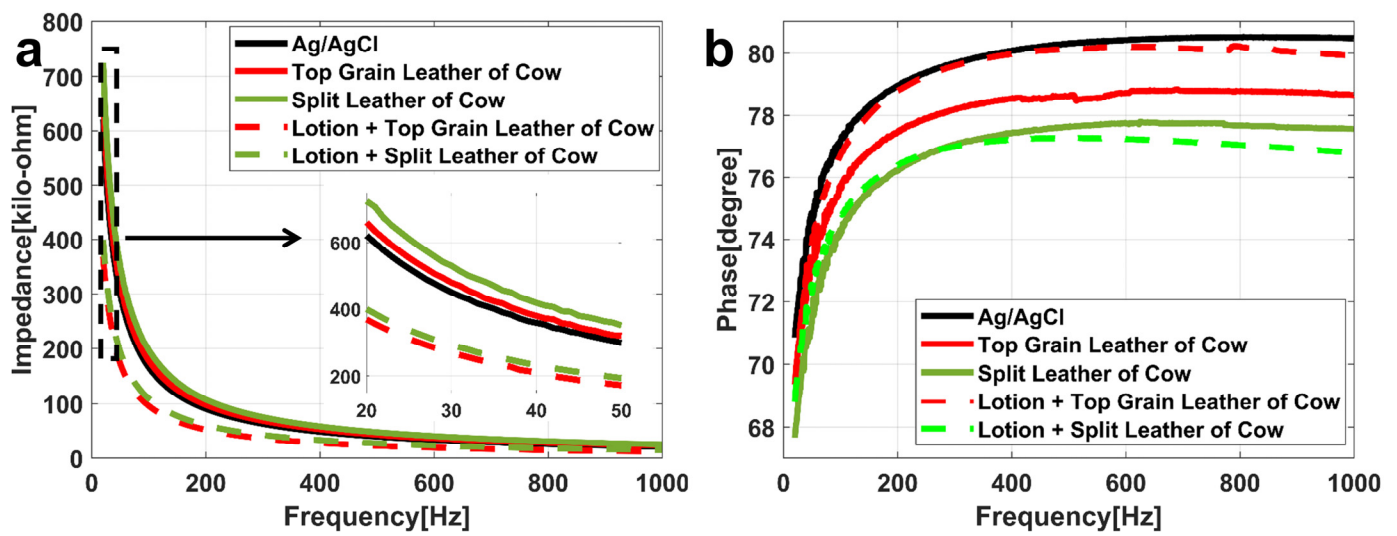 a
Impedance[kilo-ohm]
800
700
600
500
400
300
200
100
0
Ag/AgCl
Top Grain Leather of Cow
Split Leather of Cow
Lotion + Top Grain Leather of Cow
Lotion + Split Leather of Cow
600
400
200
20 30 40 50
0 200 400 600 800 1000
Frequency[Hz]
b
Phase[degree]
80
78
76
74
72
70
68
Ag/AgCl
Top Grain Leather of Cow
Split Leather of Cow
Lotion + Top Grain Leather of Cow
Lotion + Split Leather of Cow
0 200 400 600 800 1000
Frequency[Hz]